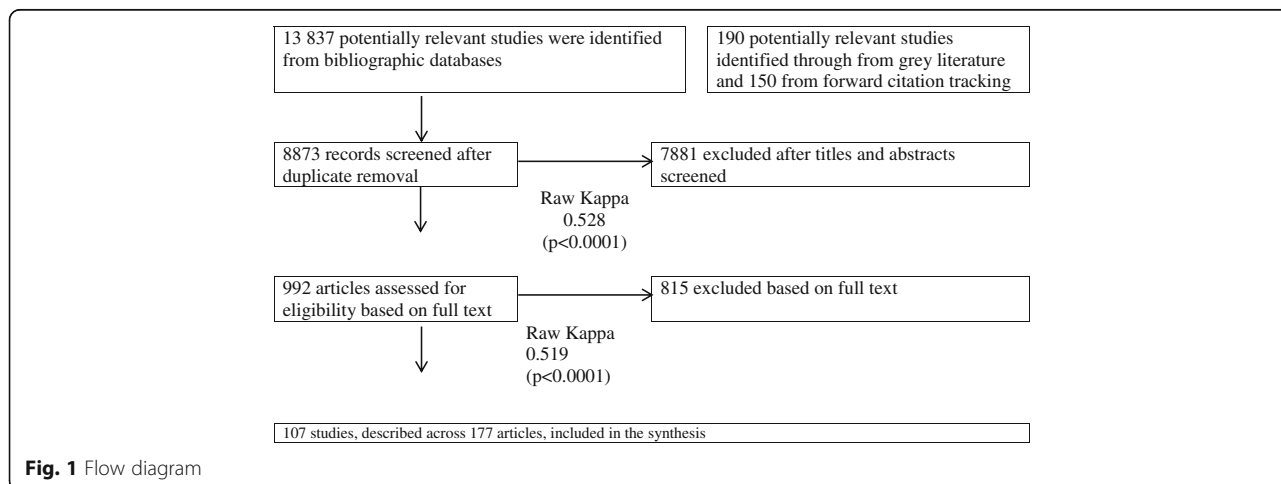 13 837 potentially relevant studies were identified
from bibliographic databases
190 potentially relevant studies
identified through from grey literature
and 150 from forward citation tracking
8873 records screened after
duplicate removal
7881 excluded after titles and abstracts
screened
Raw Kappa
0.528
(p<0.0001)
992 articles assessed for
eligibility based on full text
815 excluded based on full text
Raw Kappa
0.519
(p<0.0001)
107 studies, described across 177 articles, included in the synthesis
Fig. 1 Flow diagram